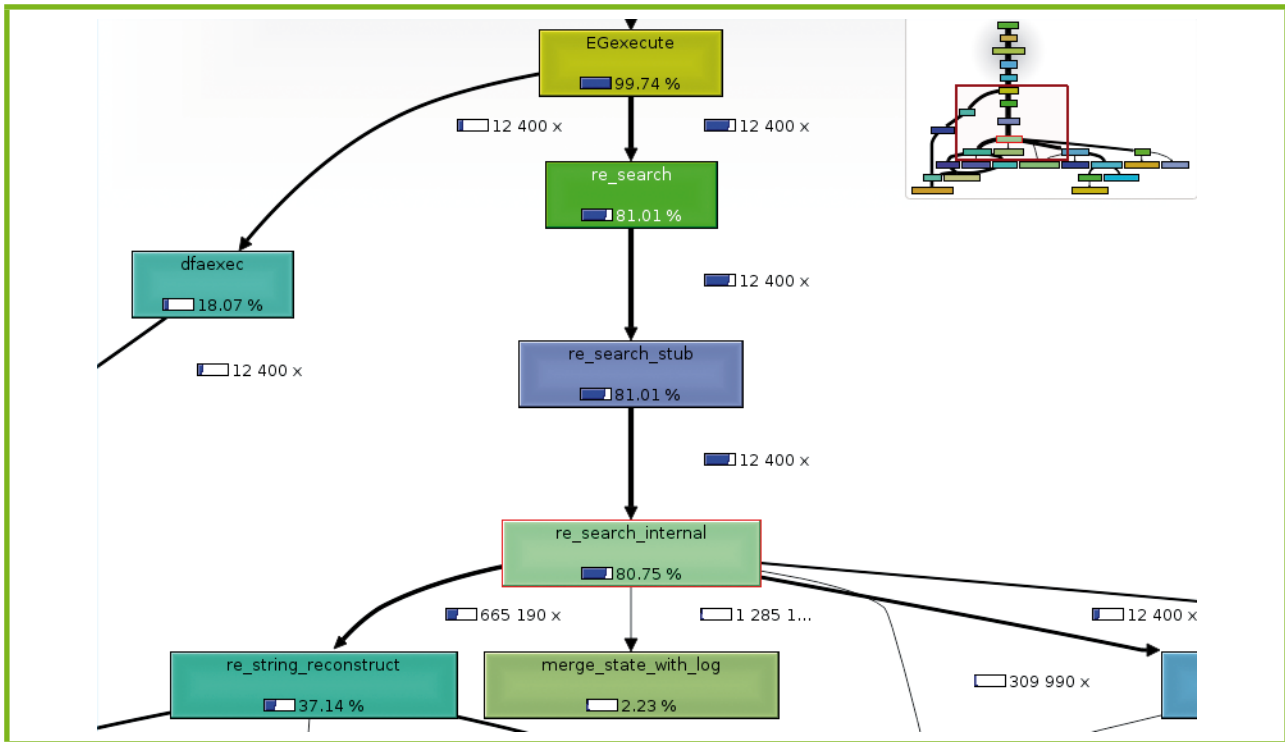 EGexecute
99.74 %
12 400 x
12 400 x
re_search
81.01 %
dfaexec
18.07 %
12 400 x
12 400 x
re_search_stub
81.01 %
12 400 x
re_search_internal
80.75 %
665 190 x
1 285 1...
12 400 x
re_string_reconstruct
37.14 %
merge_state_with_log
2.23 %
309 990 x